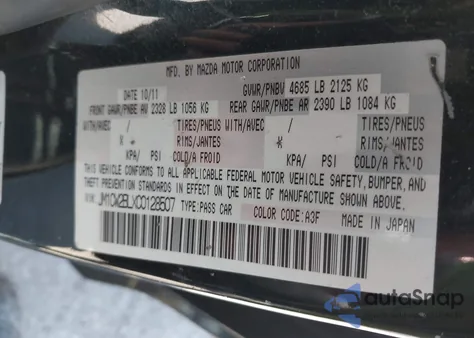 MFG. BY MAZDA MOTOR CORPORATION
DATE 10/11 GVWR/PNBV 4685 LB 2125 KG
FRONT GAWR/PNBE AV 2328 LB 1056 KG REAR GAWR/PNBE AR 2390 LB 1084 KG
WITH/AVEC / TIRES/PNEUS WITH/AVEC / TIRES/PNEUS
X RIMS/JANTES X RIMS/JANTES
KPA/ PSI COLD/A FROID KPA/ PSI COLD/A FROID
THIS VEHICLE CONFORMS TO ALL APPLICABLE FEDERAL MOTOR VEHICLE SAFETY, BUMPER, AND
THEFT PREVENTION STANDARDS IN EFFECT ON THE DATE OF MANUFACTURE SHOWN ABOVE.
JM1CW2BLXC0128507 MADE IN JAPAN
TYPE:PASS CAR COLOR CODE:A3F
autoSnap